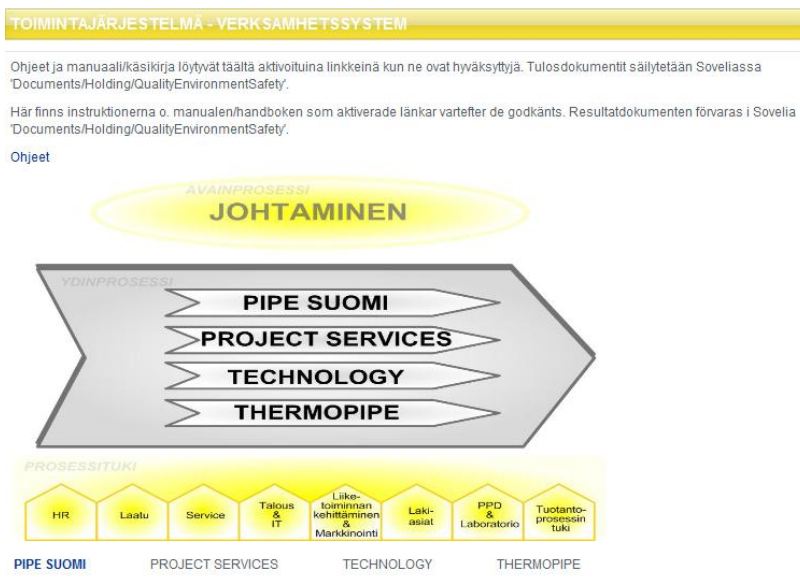 TOIMINTAJÄRJESTELMÄ - VERKSAMHETSSYSTEM
Ohjeet ja manuaali/käsikirja löytyvät täältä aktivoituina linkkeinä kun ne ovat hyväksyttyjä. Tulosdokumentit säilytetään Soveliassa
'Documents/Holding/QualityEnvironmentSafety'.
Här finns instruktionerna o. manualen/handboken som aktiverade länkar vartefter de godkänts. Resultatdokumenten förvaras i Sovelia
'Documents/Holding/QualityEnvironmentSafety'.
Ohjeet
AVAINPROSESSI
JOHTAMINEN
YDINPROSESSI
PIPE SUOMI
PROJECT SERVICES
TECHNOLOGY
THERMOPIPE
PROSESSITUKI
HR
Laatu
Service
Talous
&
IT
Liike-
toiminnan
kehittäminen
&
Markkinointi
Laki-
asiat
PPD
&
Laboratorio
Tuotanto-
prosessin
tuki
PIPE SUOMI PROJECT SERVICES TECHNOLOGY THERMOPIPE